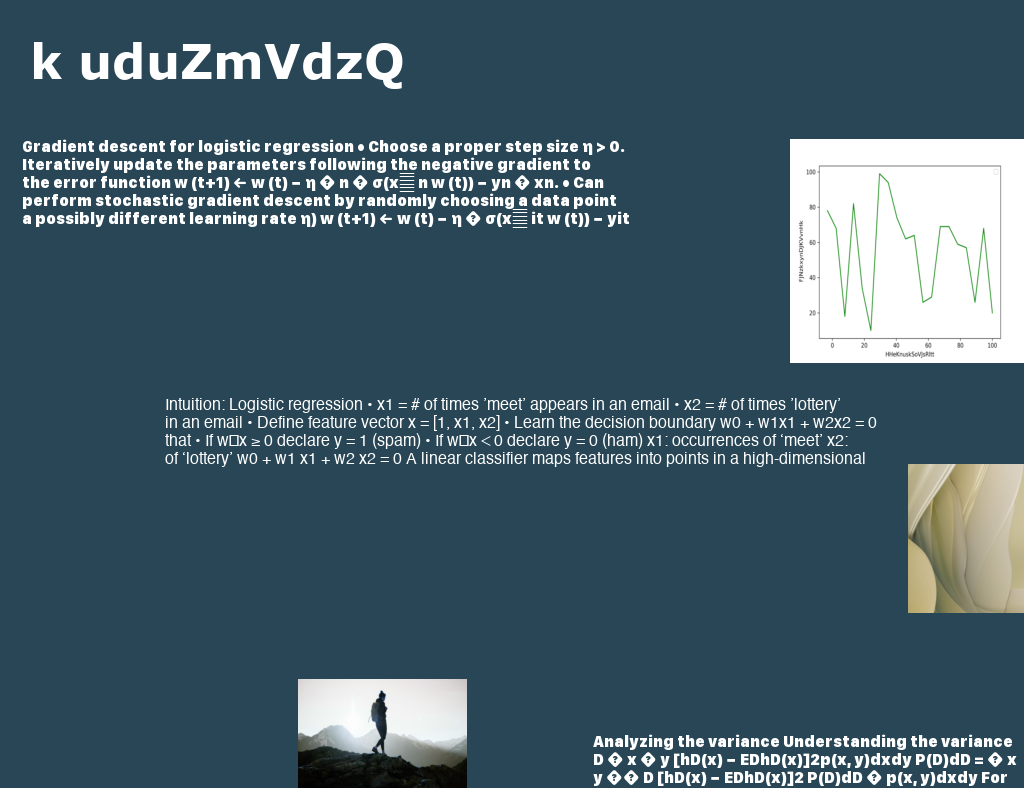 k uduZmVdzQ
Gradient descent for logistic regression • Choose a proper step size η > 0.
Iteratively update the parameters following the negative gradient to
the error function w (t+1) ← w (t) − η � n � σ(x䷀ n w (t)) − yn � xn. • Can
perform stochastic gradient descent by randomly choosing a data point
a possibly different learning rate η) w (t+1) ← w (t) − η � σ(x䷀ it w (t)) − yit
100
80
60
40
20
0 20 40 60 80 100
HHeKnuskSoVJsRltt
Intuition: Logistic regression • x1 = # of times ’meet’ appears in an email • x2 = # of times ’lottery’
in an email • Define feature vector x = [1, x1, x2] • Learn the decision boundary w0 + w1x1 + w2x2 = 0
that • If w□x ≥ 0 declare y = 1 (spam) • If w□x < 0 declare y = 0 (ham) x1: occurrences of ‘meet’ x2:
of ‘lottery’ w0 + w1 x1 + w2 x2 = 0 A linear classifier maps features into points in a high-dimensional
Analyzing the variance Understanding the variance
D � x � y [hD(x) − EDhD(x)]2p(x, y)dxdy P(D)dD = � x
y �� D [hD(x) − EDhD(x)]2 P(D)dD � p(x, y)dxdy For